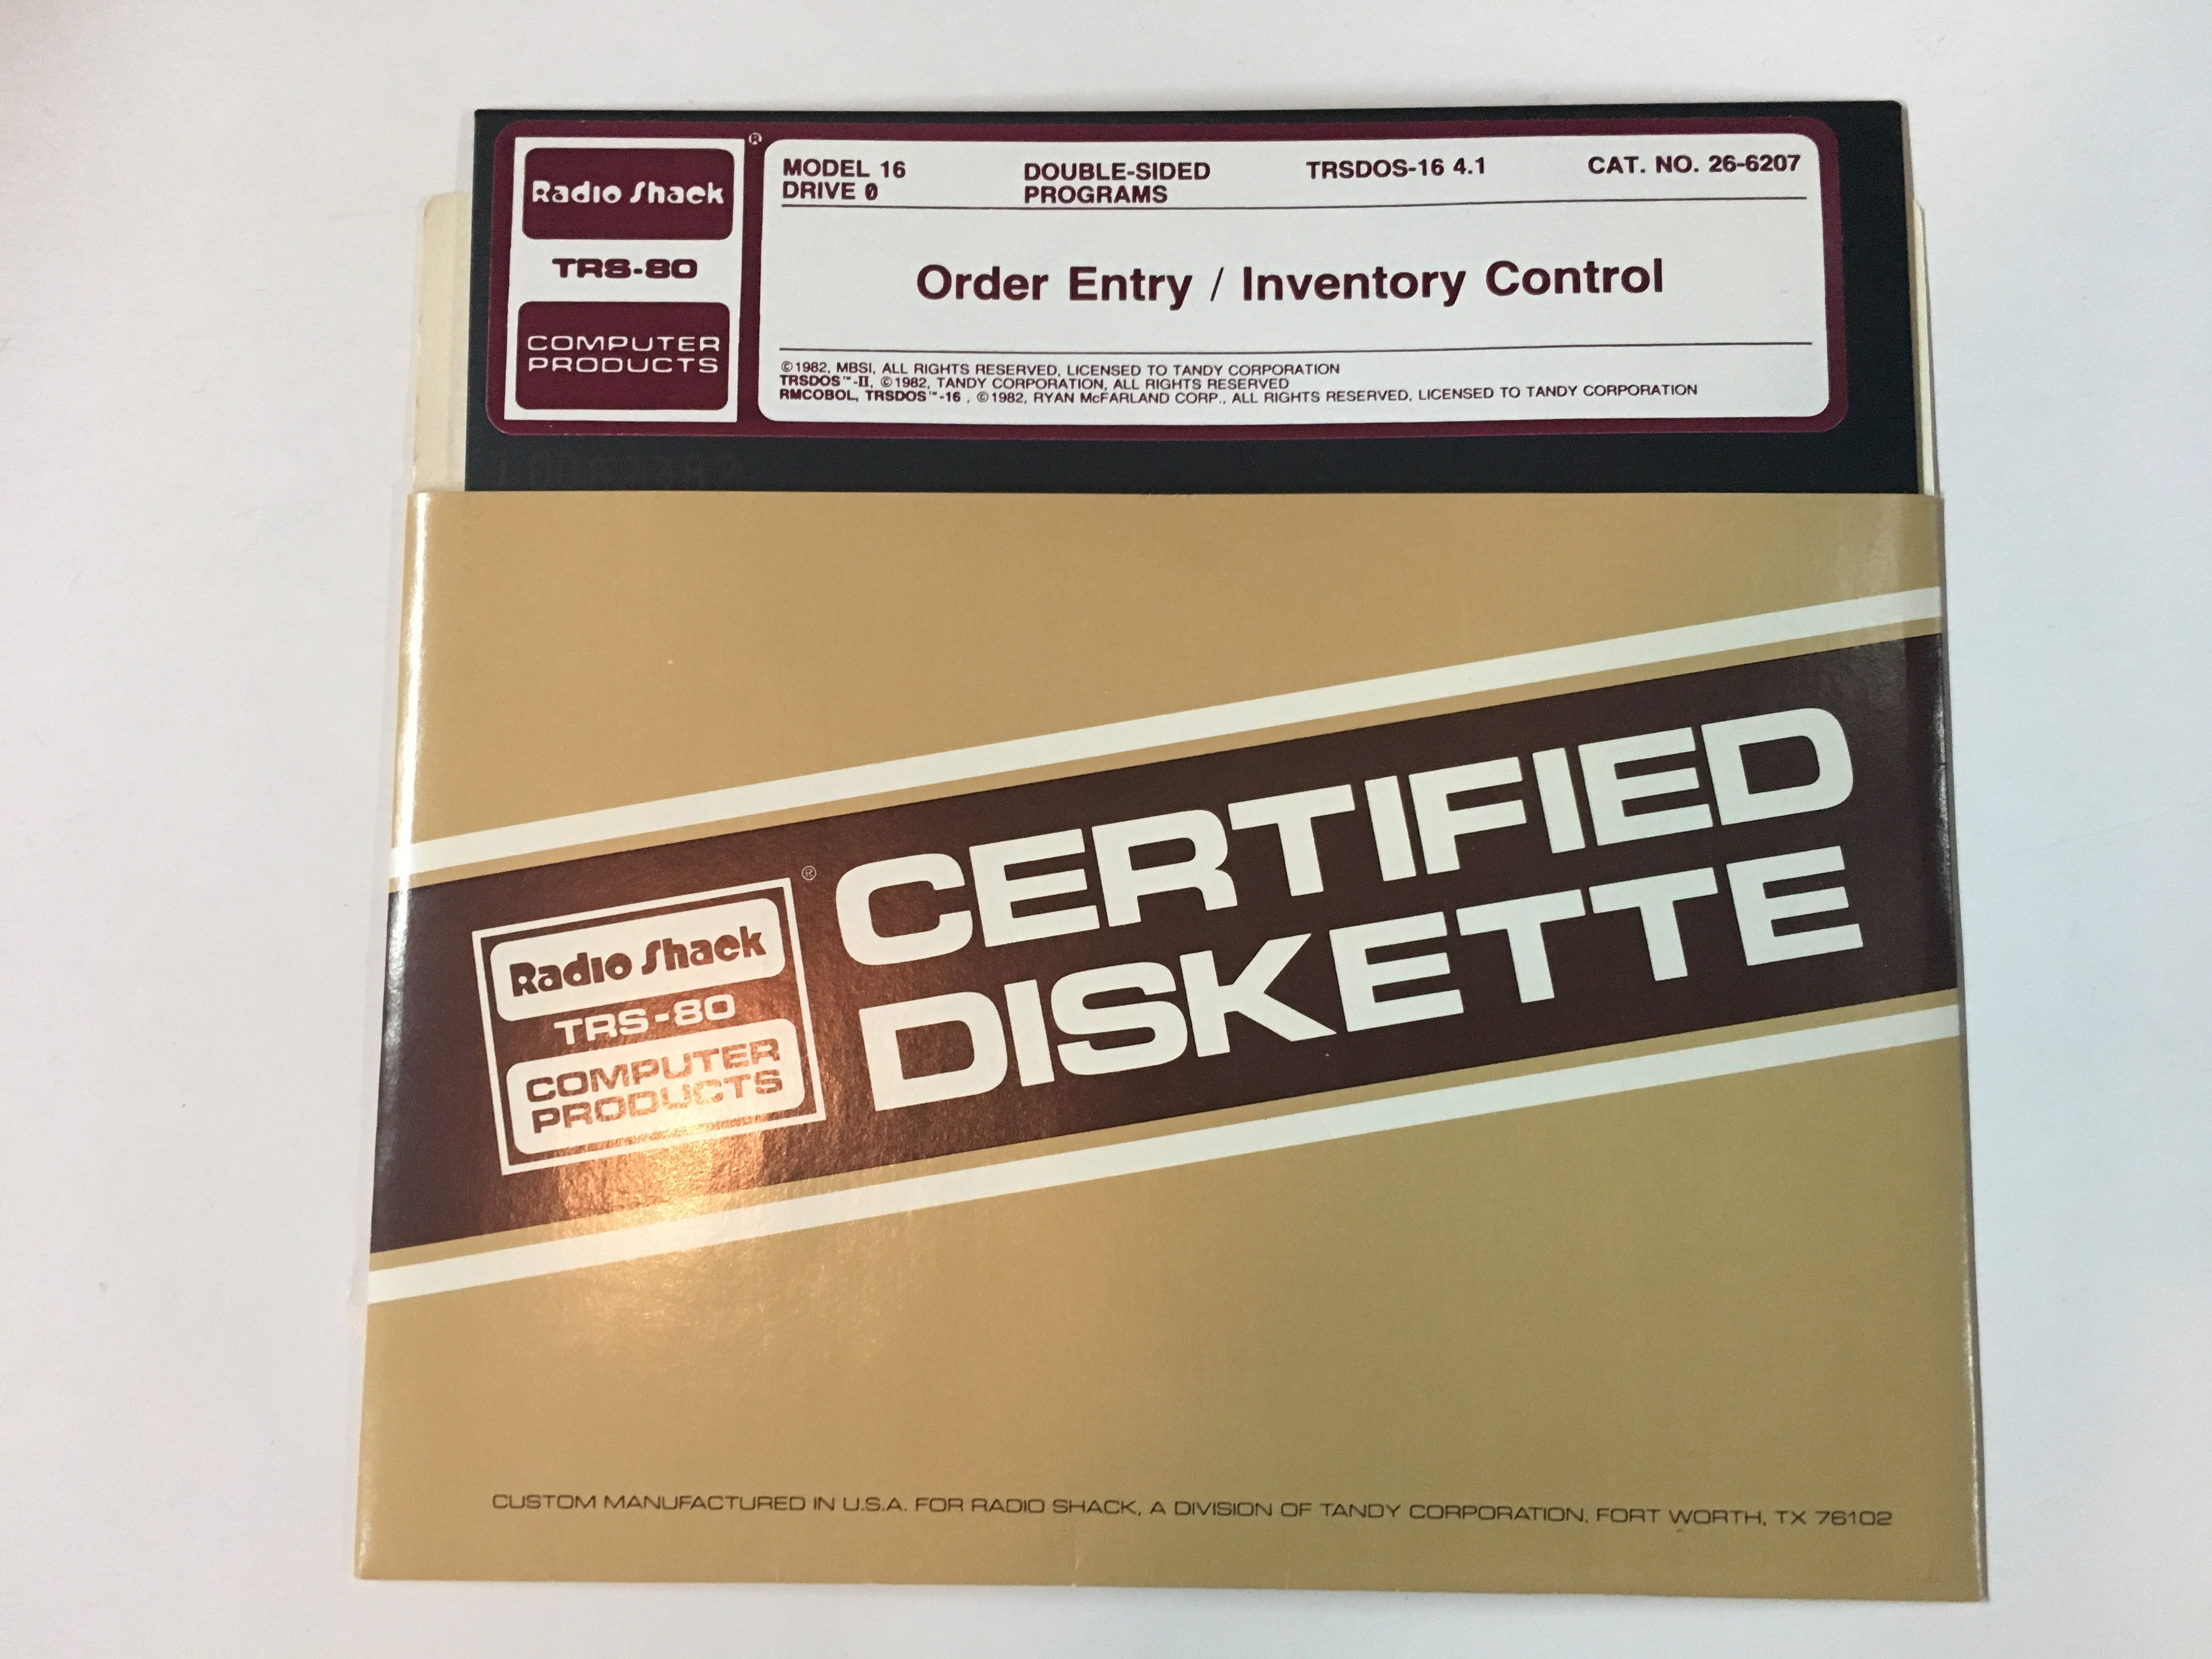 Radio Shack ®
TRS-80
COMPUTER
PRODUCTS
MODEL 16 DOUBLE-SIDED TRSDOS-16 4.1 CAT. NO. 26-6207
DRIVE 0 PROGRAMS
Order Entry / Inventory Control
©1982, MBSI, ALL RIGHTS RESERVED, LICENSED TO TANDY CORPORATION
TRSDOS™-II, ©1982, TANDY CORPORATION, ALL RIGHTS RESERVED
RMCOBOL, TRSDOS™-16 , ©1982, RYAN McFARLAND CORP., ALL RIGHTS RESERVED, LICENSED TO TANDY CORPORATION
Radio Shack ®
TRS-80
COMPUTER
PRODUCTS
CERTIFIED
DISKETTE
CUSTOM MANUFACTURED IN U.S.A. FOR RADIO SHACK, A DIVISION OF TANDY CORPORATION, FORT WORTH, TX 76102